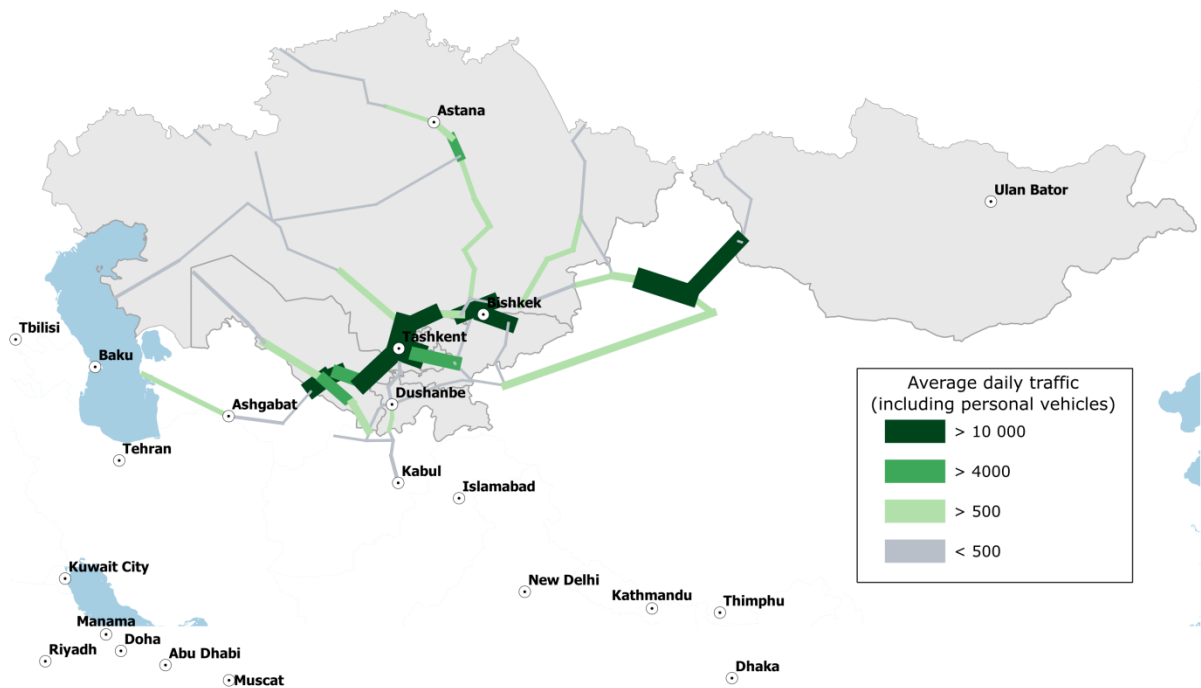 Astana
Ulan Bator
Bishkek
Tbilisi
Tashkent
Baku
Average daily traffic
(including personal vehicles)
> 10 000
> 4000
> 500
< 500
Ashgabat
Dushanbe
Tehran
Kabul
Islamabad
Kuwait City
New Delhi
Kathmandu
Thimphu
Manama
Doha
Riyadh
Abu Dhabi
Muscat
Dhaka